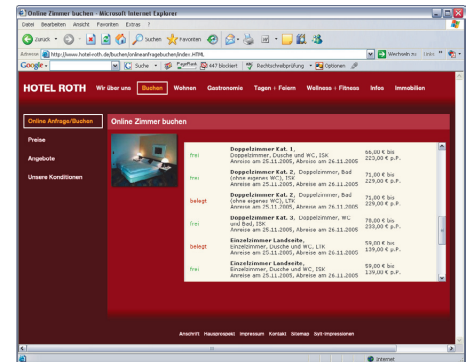 Online Zimmer buchen - Microsoft Internet Explorer
Datei Bearbeiten Ansicht Favoriten Extras ?
Zurück Suchen Favoriten
Adresse http://www.hotel-roth.de/buchen/onlineanfragebuchen/index.HTML Wechseln zu Links
Google Suche PageRank 447 blockiert Rechtschreibprüfung Optionen
HOTEL ROTH Wir über uns Buchen Wohnen Gastronomie Tagen + Feiern Wellness + Fitness Infos Immobilien
Online Anfrage/Buchen
Preise
Angebote
Unsere Konditionen
Online Zimmer buchen
frei Doppelzimmer Kat. 1,
Doppelzimmer, Dusche und WC, ISK
Anreise am 25.11.2005, Abreise am 26.11.2005
66,00 € bis
223,00 € p.P.
frei Doppelzimmer Kat. 2, Doppelzimmer, Bad
(ohne eigenes WC), ISK
Anreise am 25.11.2005, Abreise am 26.11.2005
71,00 € bis
229,00 € p.P.
belegt Doppelzimmer Kat. 2, Doppelzimmer, Bad
(ohne eigenes WC), LTK
Anreise am 25.11.2005, Abreise am 26.11.2005
71,00 € bis
229,00 € p.P.
frei Doppelzimmer Kat. 3, Doppelzimmer, WC
und Bad, ISK
Anreise am 25.11.2005, Abreise am 26.11.2005
78,00 € bis
233,00 € p.P.
belegt Einzelzimmer Landseite,
Einzelzimmer, Dusche und WC, LTK
Anreise am 25.11.2005, Abreise am 26.11.2005
59,00 € bis
139,00 € p.P.
frei Einzelzimmer Landseite,
Einzelzimmer, Dusche und WC, ISK
Anreise am 25.11.2005, Abreise am 26.11.2005
59,00 € bis
139,00 € p.P.
Anschrift Hausprospekt Impressum Kontakt Sitemap Sylt-Impressionen
Internet